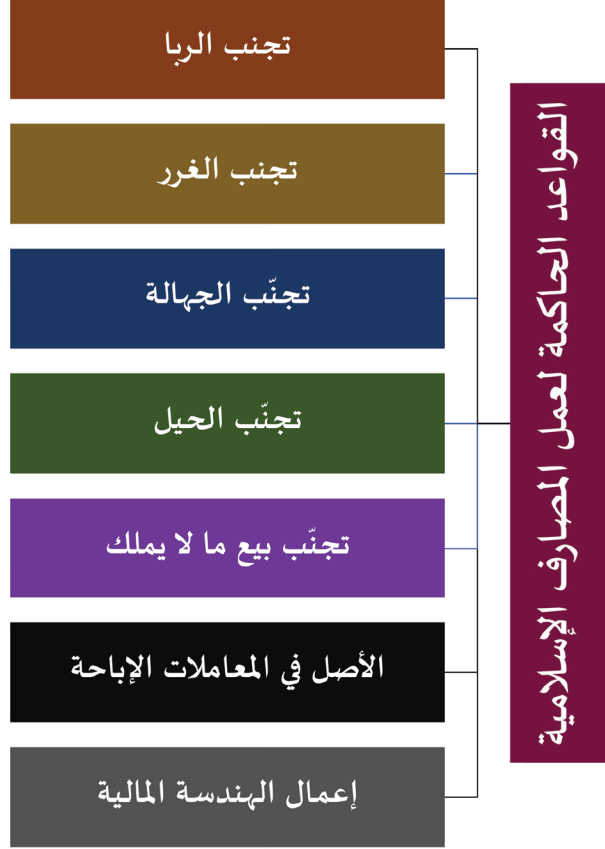 القواعد الحاكمة لعمل المصارف الإسلامية
تجنب الربا
تجنب الغرر
تجنّب الجهالة
تجنّب الحيل
تجنّب بيع ما لا يملك
الأصل في المعاملات الإباحة
إعمال الهندسة المالية